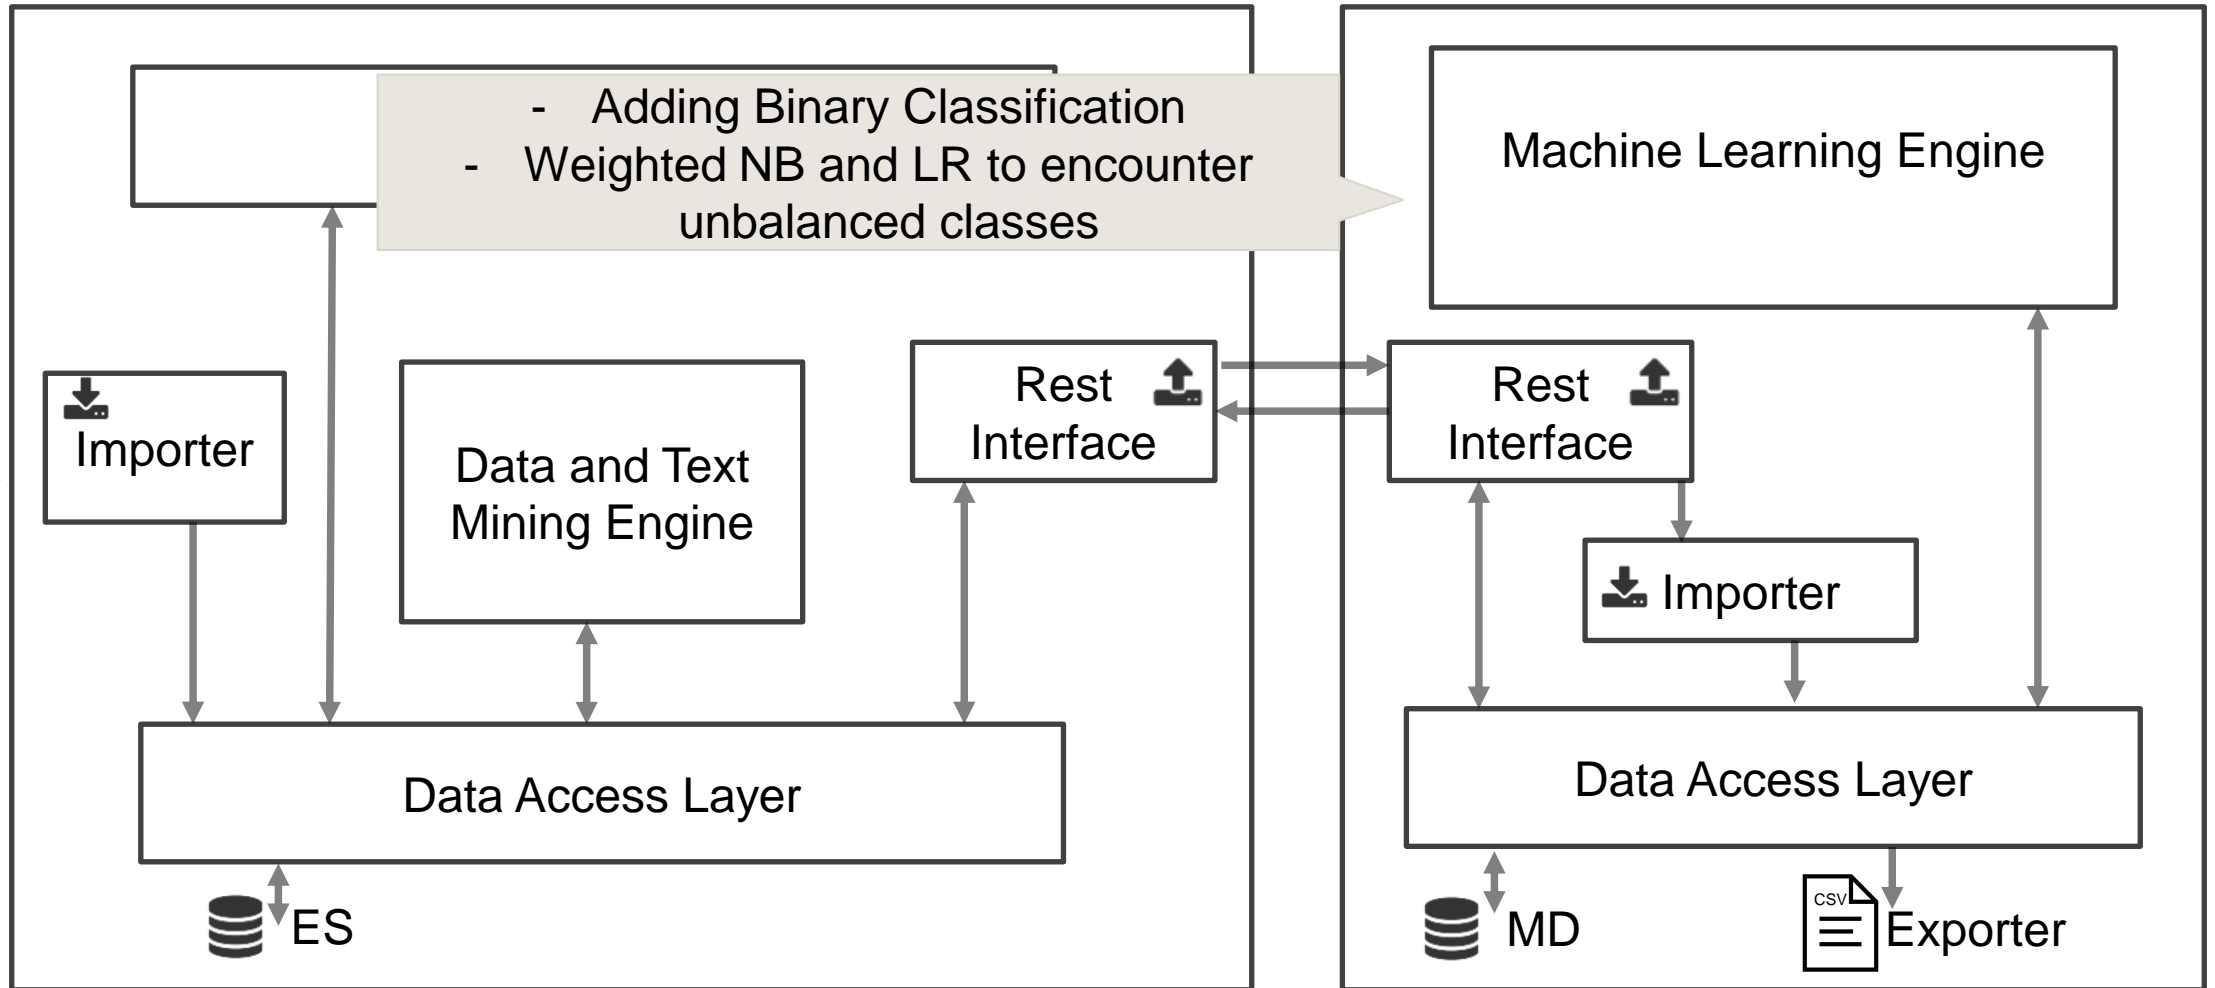 - Adding Binary Classification
- Weighted NB and LR to encounter
unbalanced classes
Machine Learning Engine
Importer
Data and Text
Mining Engine
Rest
Interface
Rest
Interface
Importer
Data Access Layer
Data Access Layer
ES
MD
CSV
Exporter